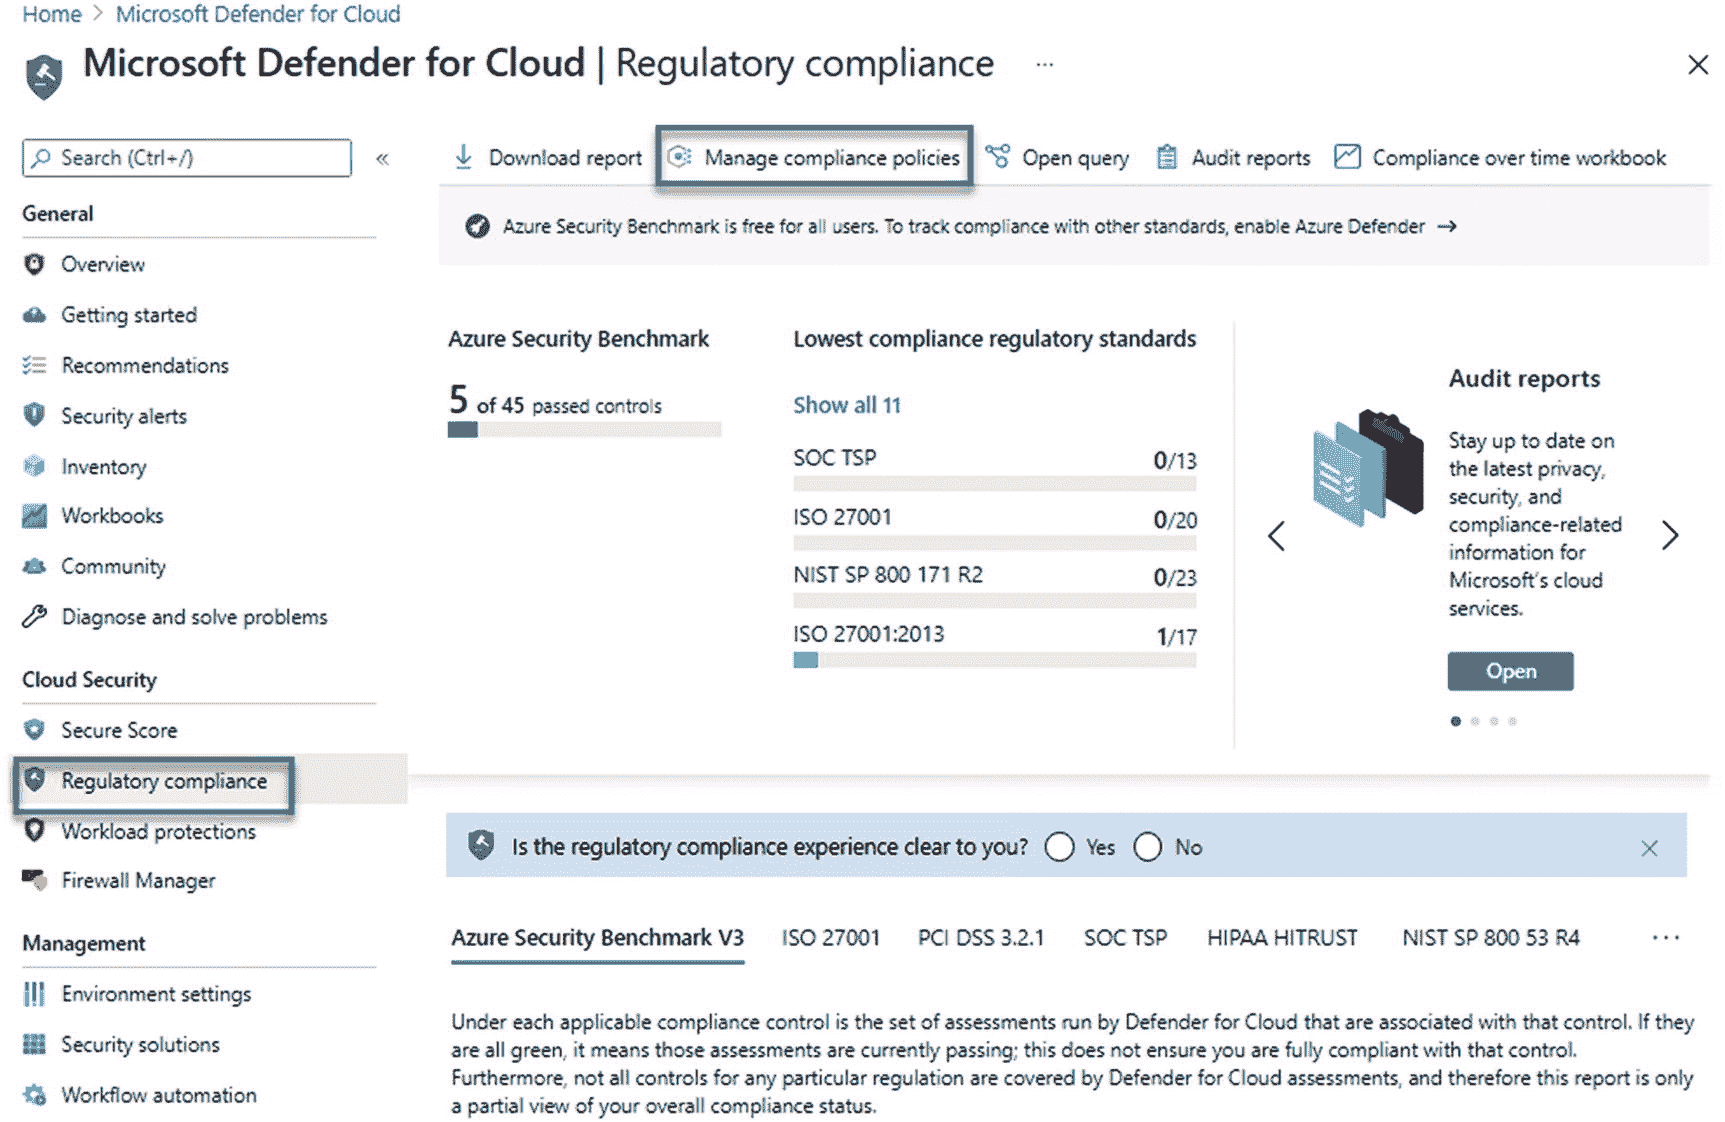 Home > Microsoft Defender for Cloud
Microsoft Defender for Cloud | Regulatory compliance ...
Search (Ctrl+/)
«
Download report
Manage compliance policies
Open query
Audit reports
Compliance over time workbook
General
Overview
Getting started
Recommendations
Security alerts
Inventory
Workbooks
Community
Diagnose and solve problems
Cloud Security
Secure Score
Regulatory compliance
Workload protections
Firewall Manager
Management
Environment settings
Security solutions
Workflow automation
Azure Security Benchmark is free for all users. To track compliance with other standards, enable Azure Defender →
Azure Security Benchmark
5 of 45 passed controls
Lowest compliance regulatory standards
Show all 11
SOC TSP 0/13
ISO 27001 0/20
NIST SP 800 171 R2 0/23
ISO 27001:2013 1/17
Audit reports
Stay up to date on
the latest privacy,
security, and
compliance-related
information for
Microsoft's cloud
services.
Open
Is the regulatory compliance experience clear to you? Yes No
Azure Security Benchmark V3 ISO 27001 PCI DSS 3.2.1 SOC TSP HIPAA HITRUST NIST SP 800 53 R4 ...
Under each applicable compliance control is the set of assessments run by Defender for Cloud that are associated with that control. If they
are all green, it means those assessments are currently passing; this does not ensure you are fully compliant with that control.
Furthermore, not all controls for any particular regulation are covered by Defender for Cloud assessments, and therefore this report is only
a partial view of your overall compliance status.